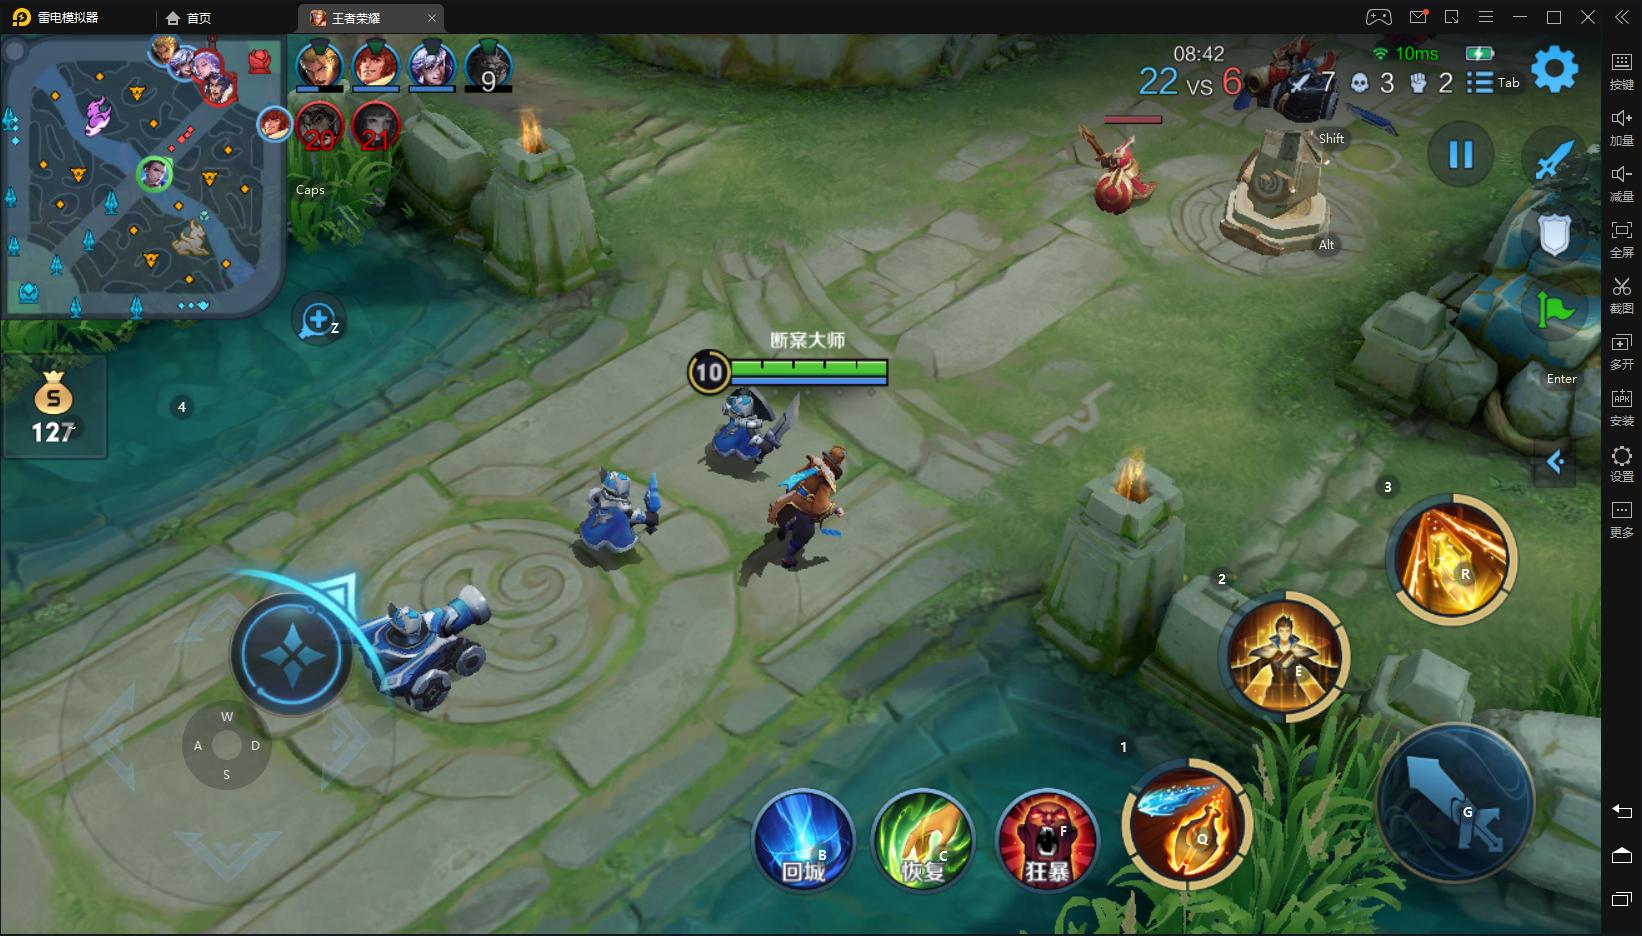 雷电模拟器
首页
王者荣耀
08:42
10ms
22 vs 6
7
3
2
Tab
9
20
21
Caps
Shift
Alt
Z
S
127
4
断案大师
10
Enter
3
R
2
E
1
Q
G
W
A
D
S
B
回城
C
恢复
F
狂暴
按键
加量
减量
全屏
截图
多开
APK
安装
设置
更多